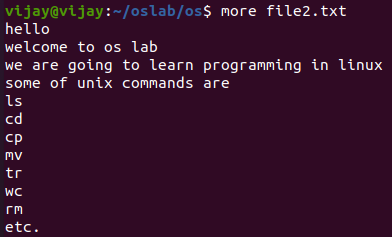 vijay@vijay:~/oslab/os$ more file2.txt
hello
welcome to os lab
we are going to learn programming in linux
some of unix commands are
ls
cd
cp
mv
tr
wc
rm
etc.